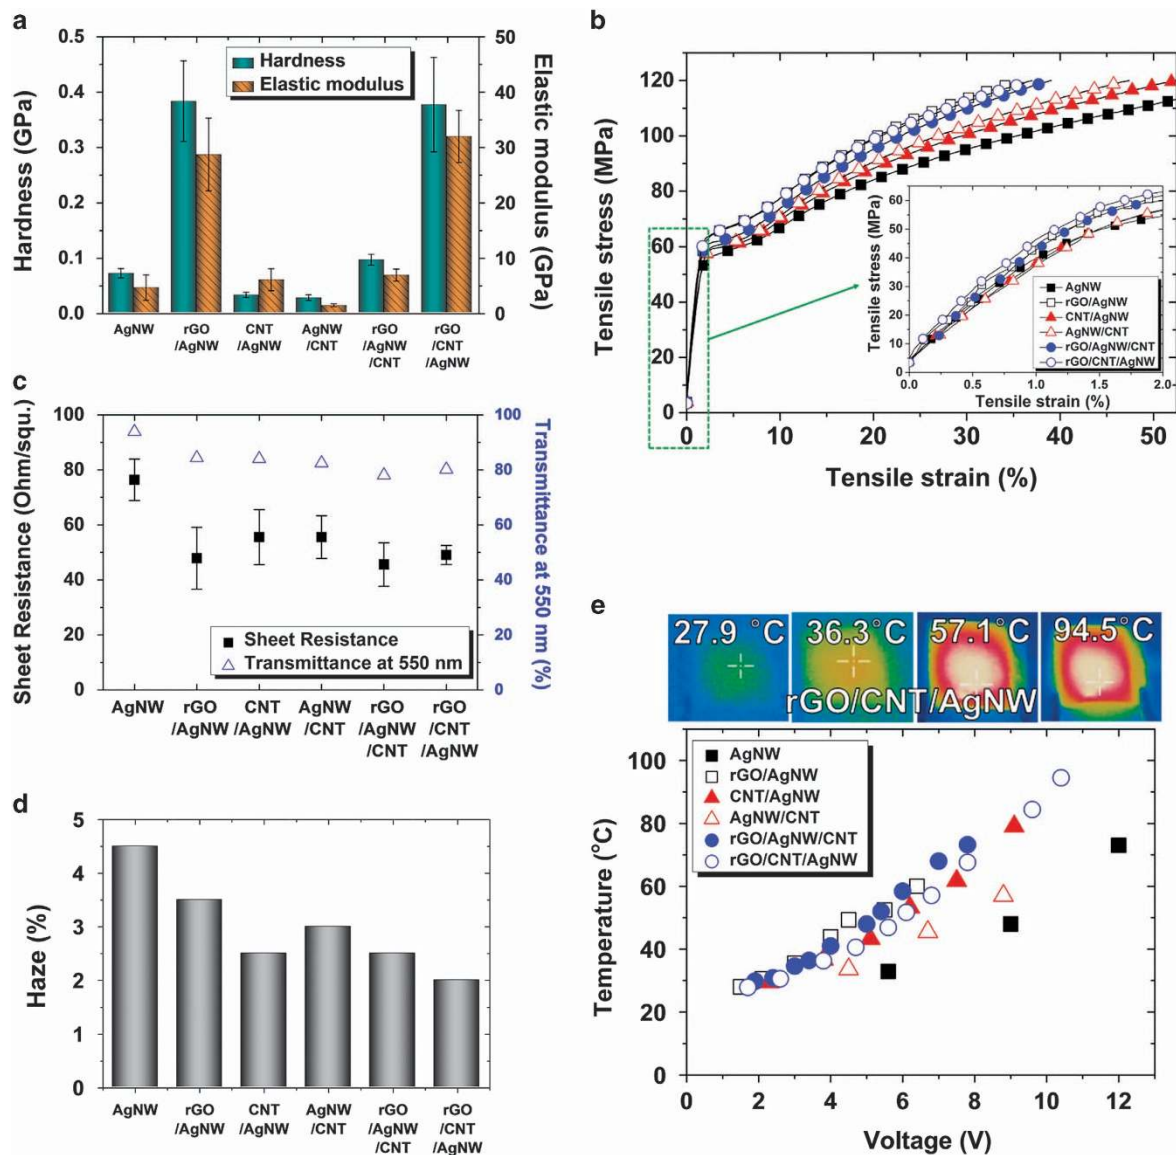 a
0.5
0.4
0.3
0.2
0.1
0.0
Hardness (GPa)
Hardness
Elastic modulus
50
40
30
20
10
0
Elastic modulus (GPa)
AgNW
rGO
/AgNW
CNT
/AgNW
AgNW
/CNT
rGO
/AgNW
/CNT
rGO
/CNT
/AgNW
b
120
100
80
60
40
20
0
Tensile stress (MPa)
0
10
20
30
40
50
Tensile strain (%)
60
50
40
30
20
10
0
Tensile stress (MPa)
AgNW
rGO/AgNW
CNT/AgNW
AgNW/CNT
rGO/AgNW/CNT
rGO/CNT/AgNW
0.0
0.5
1.0
1.5
2.0
Tensile strain (%)
c
100
80
60
40
20
0
Sheet Resistance (Ohm/squ.)
Sheet Resistance
Transmittance at 550 nm
100
80
60
40
20
0
Transmittance at 550 nm (%)
AgNW
rGO
/AgNW
CNT
/AgNW
AgNW
/CNT
rGO
/AgNW
/CNT
rGO
/CNT
/AgNW
d
5
4
3
2
1
0
Haze (%)
AgNW
rGO
/AgNW
CNT
/AgNW
AgNW
/CNT
rGO
/AgNW
/CNT
rGO
/CNT
/AgNW
e
27.9 °C
36.3°C
57.1°C
94.5°C
rGO/CNT/AgNW
100
80
60
40
20
0
Temperature (°C)
AgNW
rGO/AgNW
CNT/AgNW
AgNW/CNT
rGO/AgNW/CNT
rGO/CNT/AgNW
0
2
4
6
8
10
12
Voltage (V)